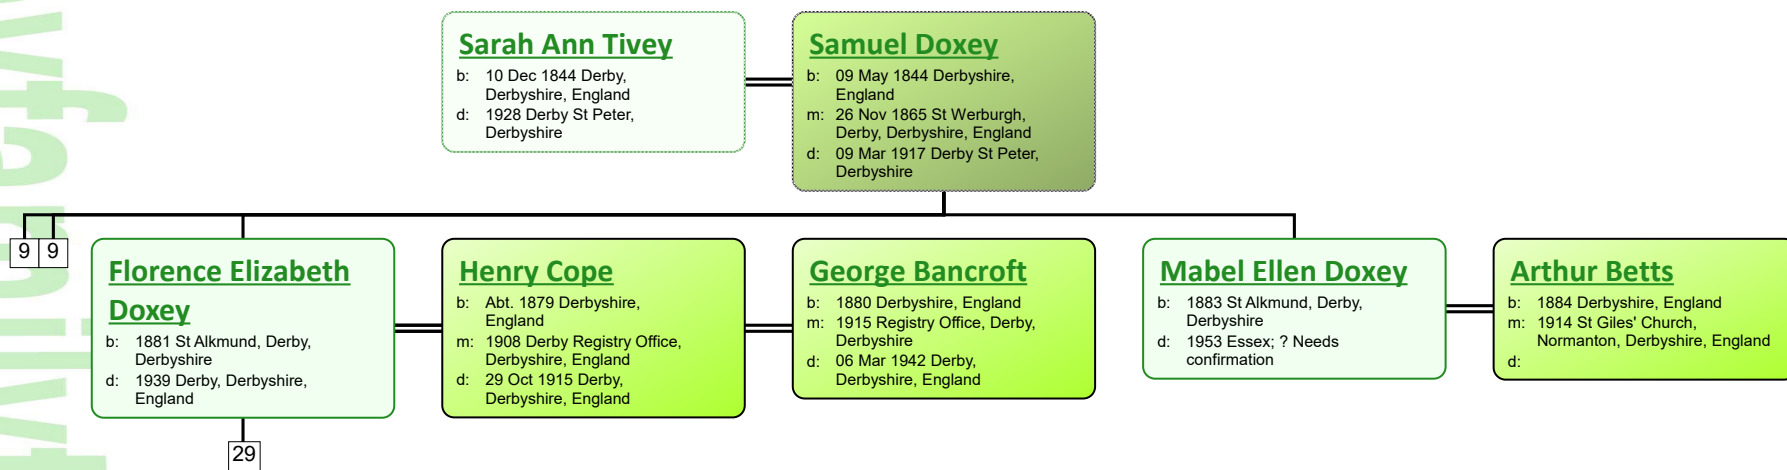 Sarah Ann Tivey
b: 10 Dec 1844 Derby,
Derbyshire, England
d: 1928 Derby St Peter,
Derbyshire
Samuel Doxey
b: 09 May 1844 Derbyshire,
England
m: 26 Nov 1865 St Werburgh,
Derby, Derbyshire, England
d: 09 Mar 1917 Derby St Peter,
Derbyshire
9 9
Florence Elizabeth
Doxey
b: 1881 St Alkmund, Derby,
Derbyshire
d: 1939 Derby, Derbyshire,
England
29
Henry Cope
b: Abt. 1879 Derbyshire,
England
m: 1908 Derby Registry Office,
Derbyshire, England
d: 29 Oct 1915 Derby,
Derbyshire, England
George Bancroft
b: 1880 Derbyshire, England
m: 1915 Registry Office, Derby,
Derbyshire
d: 06 Mar 1942 Derby,
Derbyshire, England
Mabel Ellen Doxey
b: 1883 St Alkmund, Derby,
Derbyshire
d: 1953 Essex; ? Needs
confirmation
Arthur Betts
b: 1884 Derbyshire, England
m: 1914 St Giles' Church,
Normanton, Derbyshire, England
d: